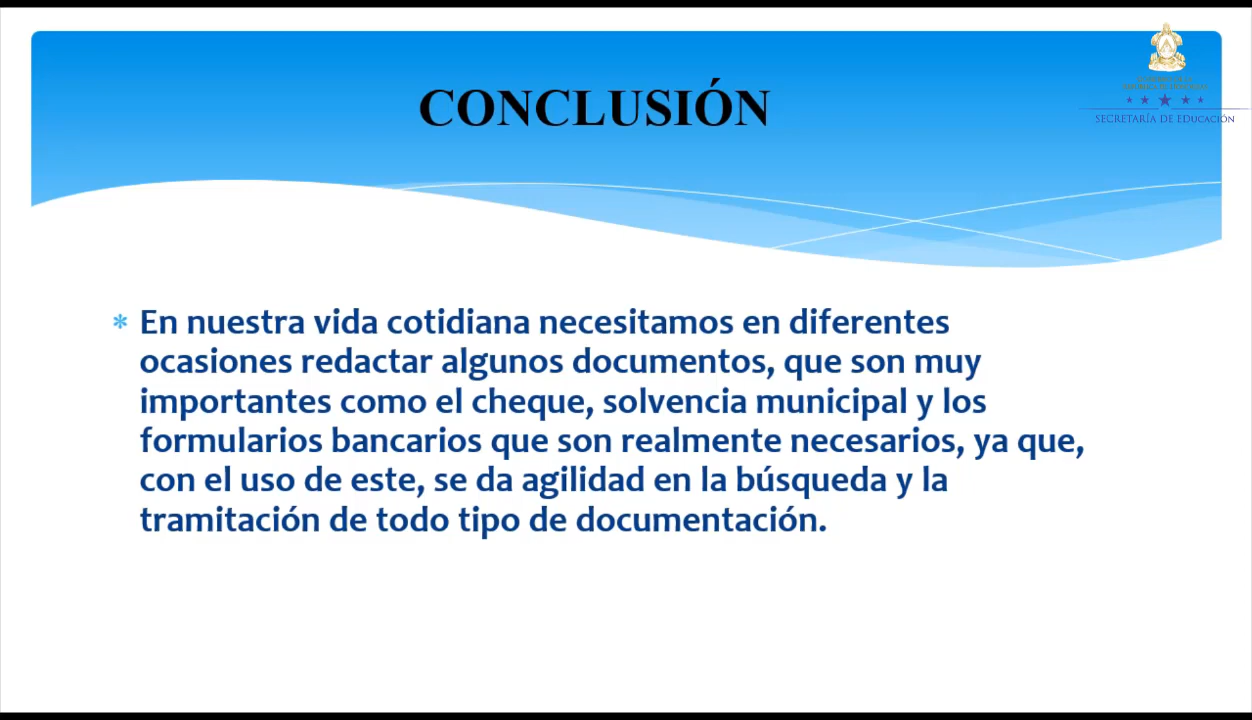 CONCLUSIÓN
SECRETARÍA DE EDUCACIÓN
* En nuestra vida cotidiana necesitamos en diferentes
ocasiones redactar algunos documentos, que son muy
importantes como el cheque, solvencia municipal y los
formularios bancarios que son realmente necesarios, ya que,
con el uso de este, se da agilidad en la búsqueda y la
tramitación de todo tipo de documentación.